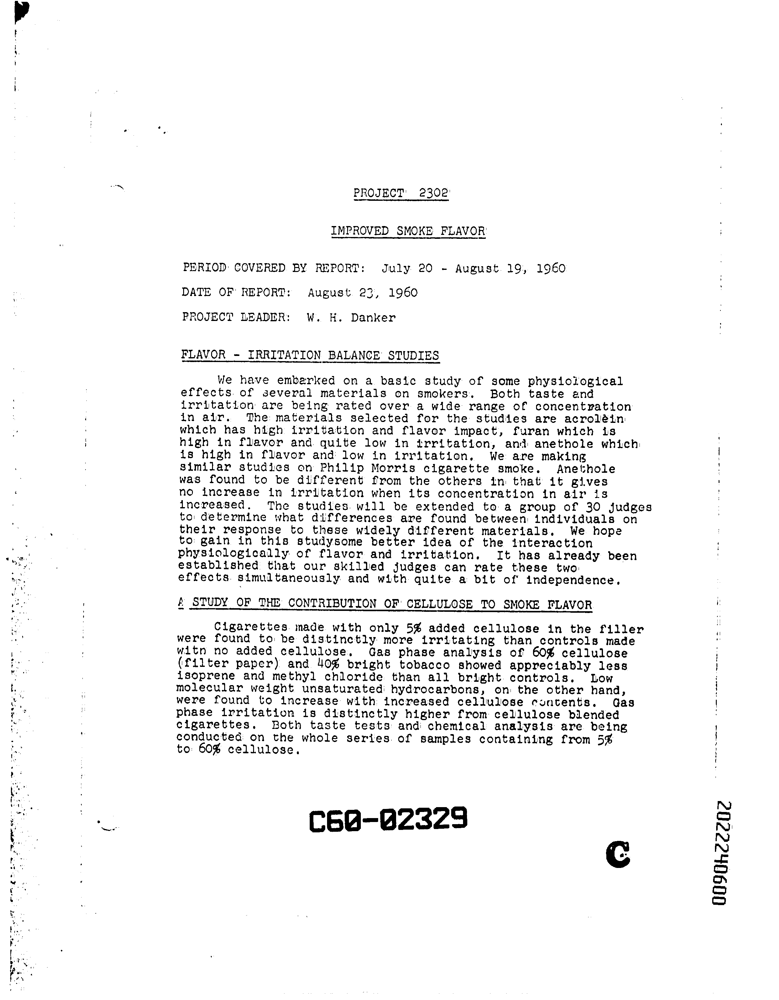 PROJECT 2302
IMPROVED SMOKE FLAVOR
PERIOD COVERED BY REPORT: July 20 - August 19, 1960
DATE OF REPORT: August 23, 1960
PROJECT LEADER: W. H. Danker
FLAVOR - IRRITATION BALANCE STUDIES
We have embarked on a basic study of some physiological
effects of several materials on smokers. Both taste and
irritation are being rated over a wide range of concentration
in air. The materials selected for the studies are acrolein
which has high irritation and flavor impact, furan which is
high in flavor and quite low in irritation, and anethole which
is high in flavor and low in irritation. We are making
similar studies on Philip Morris cigarette smoke. Anethole
was found to be different from the others in that it gives
no increase in irritation when its concentration in air is
increased. The studies will be extended to a group of 30 judges
to determine what differences are found between individuals on
their response to these widely different materials. We hope
to gain in this studysome better idea of the interaction
physiologically of flavor and irritation. It has already been
established that our skilled judges can rate these two
effects simultaneously and with quite a bit of independence.
A STUDY OF THE CONTRIBUTION OF CELLULOSE TO SMOKE FLAVOR
Cigarettes made with only 5% added cellulose in the filler
were found to be distinctly more irritating than controls made
witn no added cellulose. Gas phase analysis of 60% cellulose
(filter paper) and 40% bright tobacco showed appreciably less
isoprene and methyl chloride than all bright controls. Low
molecular weight unsaturated hydrocarbons, on the other hand,
were found to increase with increased cellulose contents. Gas
phase irritation is distinctly higher from cellulose blended
cigarettes. Both taste tests and chemical analysis are being
conducted on the whole series of samples containing from 5%
to 60% cellulose.
C60-02329
C
2022240600